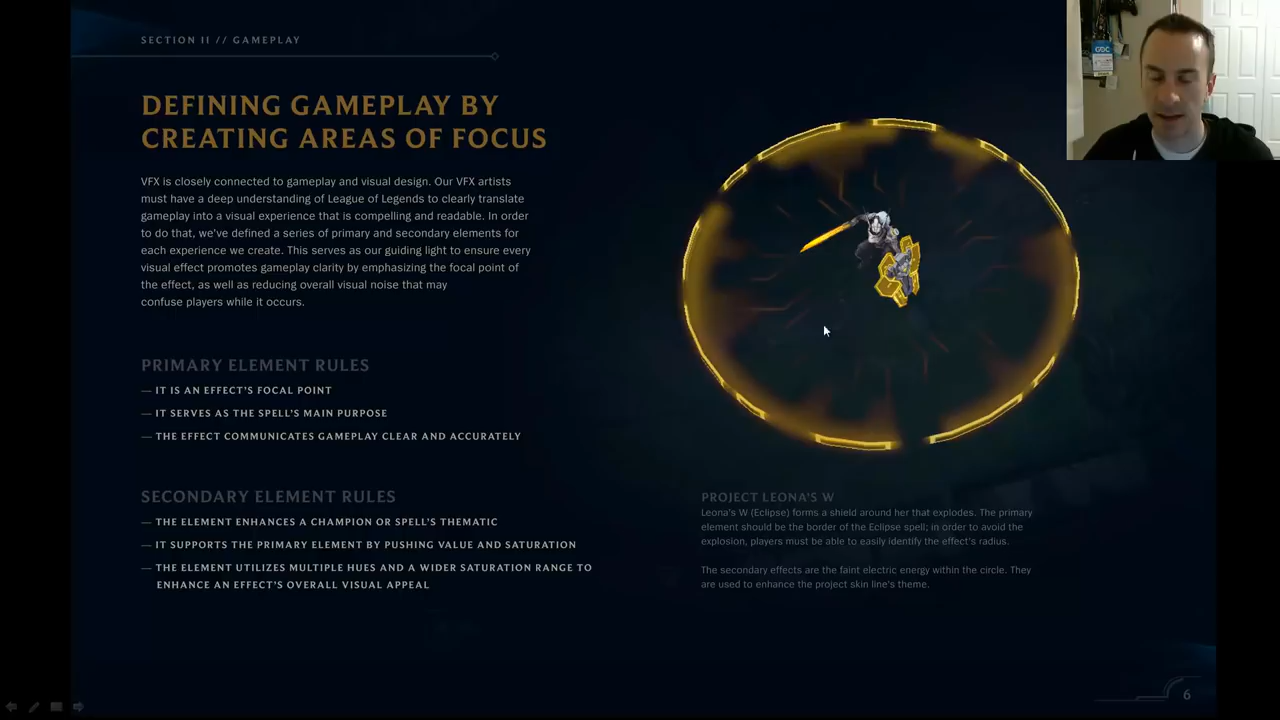 SECTION II // GAMEPLAY
DEFINING GAMEPLAY BY
CREATING AREAS OF FOCUS
VFX is closely connected to gameplay and visual design. Our VFX artists
must have a deep understanding of League of Legends to clearly translate
gameplay into a visual experience that is compelling and readable. In order
to do that, we've defined a series of primary and secondary elements for
each experience we create. This serves as our guiding light to ensure every
visual effect promotes gameplay clarity by emphasizing the focal point of
the effect, as well as reducing overall visual noise that may
confuse players while it occurs.
PRIMARY ELEMENT RULES
— IT IS AN EFFECT'S FOCAL POINT
— IT SERVES AS THE SPELL'S MAIN PURPOSE
— THE EFFECT COMMUNICATES GAMEPLAY CLEAR AND ACCURATELY
SECONDARY ELEMENT RULES
— THE ELEMENT ENHANCES A CHAMPION OR SPELL'S THEMATIC
— IT SUPPORTS THE PRIMARY ELEMENT BY PUSHING VALUE AND SATURATION
— THE ELEMENT UTILIZES MULTIPLE HUES AND A WIDER SATURATION RANGE TO
ENHANCE AN EFFECT'S OVERALL VISUAL APPEAL
PROJECT LEONA'S W
Leona's W (Eclipse) forms a shield around her that explodes. The primary
element should be the border of the Eclipse spell; in order to avoid the
explosion, players must be able to easily identify the effect's radius.
The secondary effects are the faint electric energy within the circle. They
are used to enhance the project skin line's theme.
6
GDC